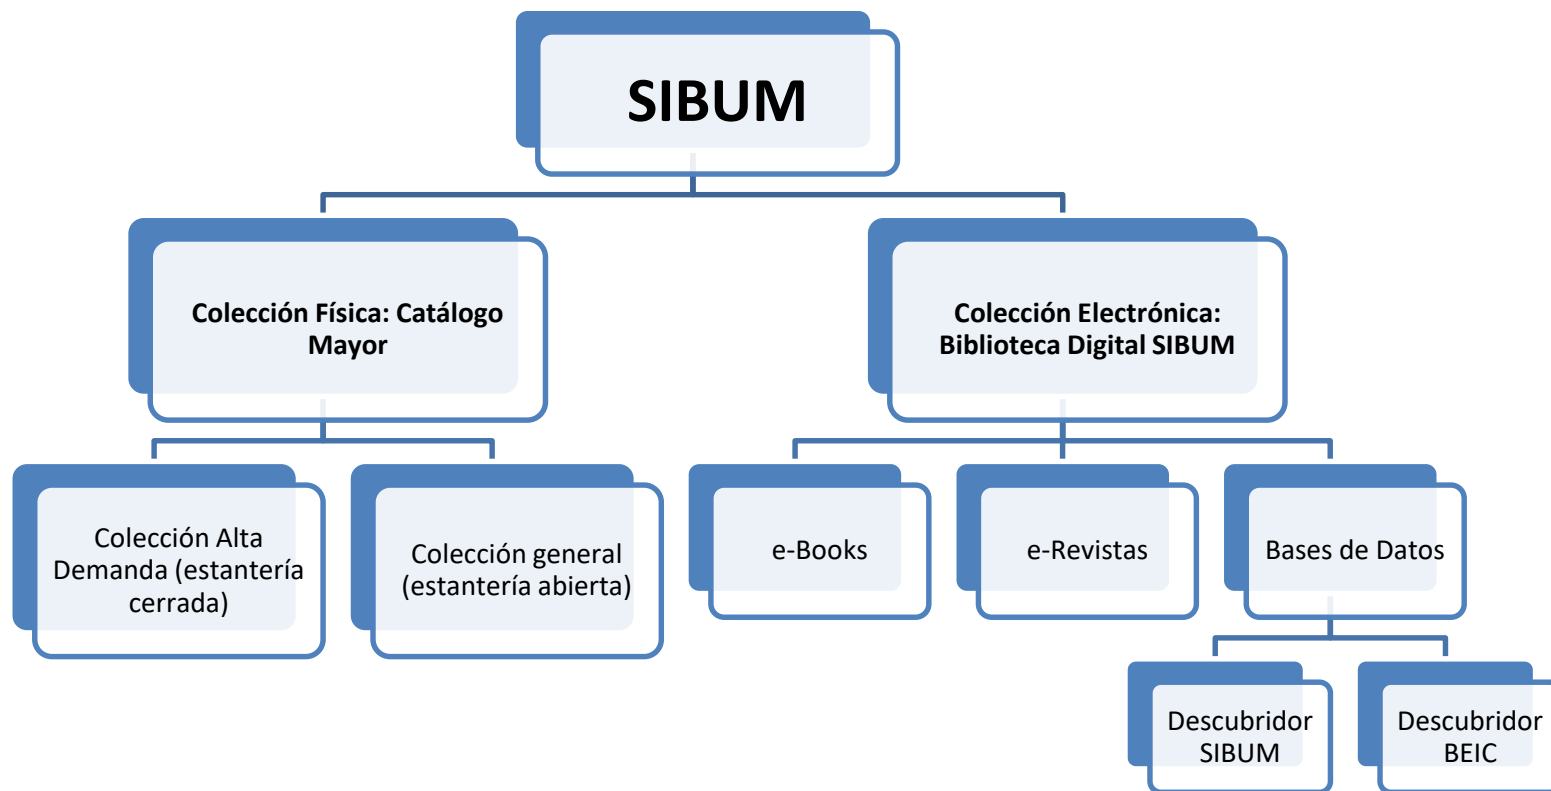 SIBUM
Colección Física: Catálogo
Mayor
Colección Electrónica:
Biblioteca Digital SIBUM
Colección Alta
Demanda (estantería
cerrada)
Colección general
(estantería abierta)
e-Books
e-Revistas
Bases de Datos
Descubridor
SIBUM
Descubridor
BEIC